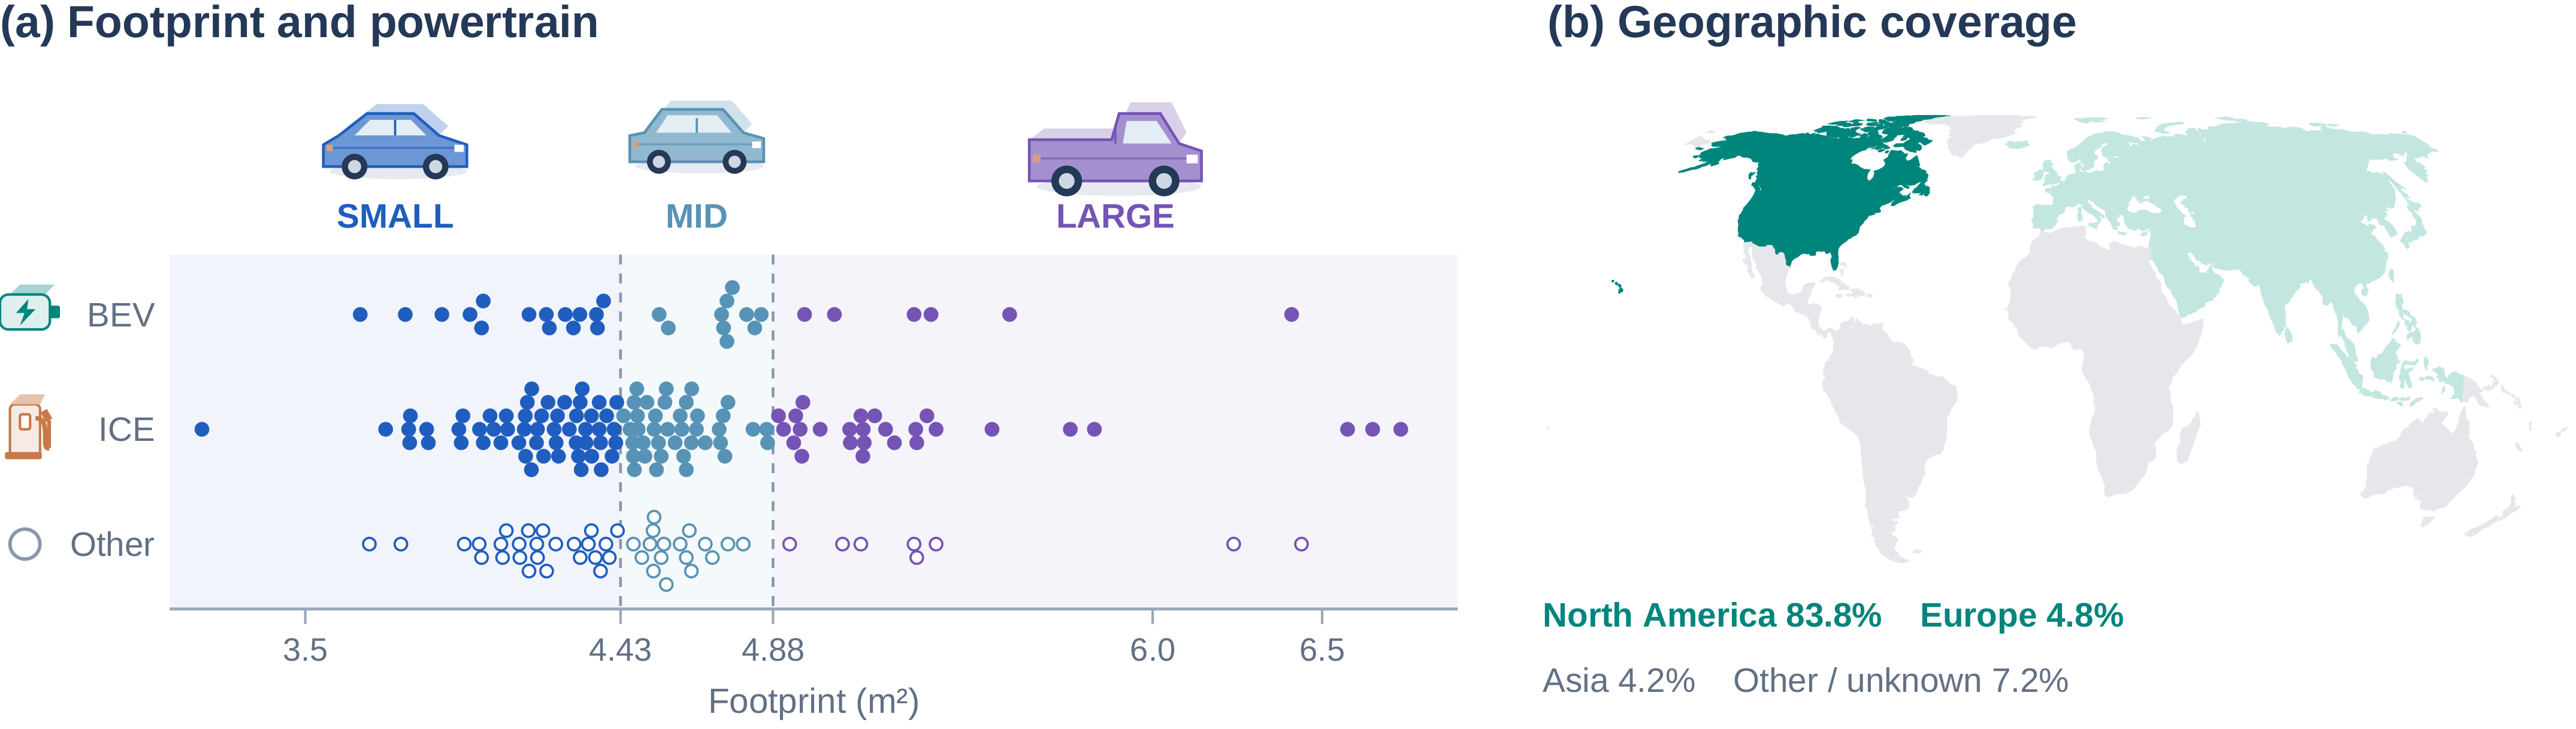 (a) Footprint and powertrain
SMALL
MID
LARGE
BEV
ICE
Other
3.5
4.43
4.88
6.0
6.5
Footprint (m²)
(b) Geographic coverage
North America 83.8%
Europe 4.8%
Asia 4.2%
Other / unknown 7.2%